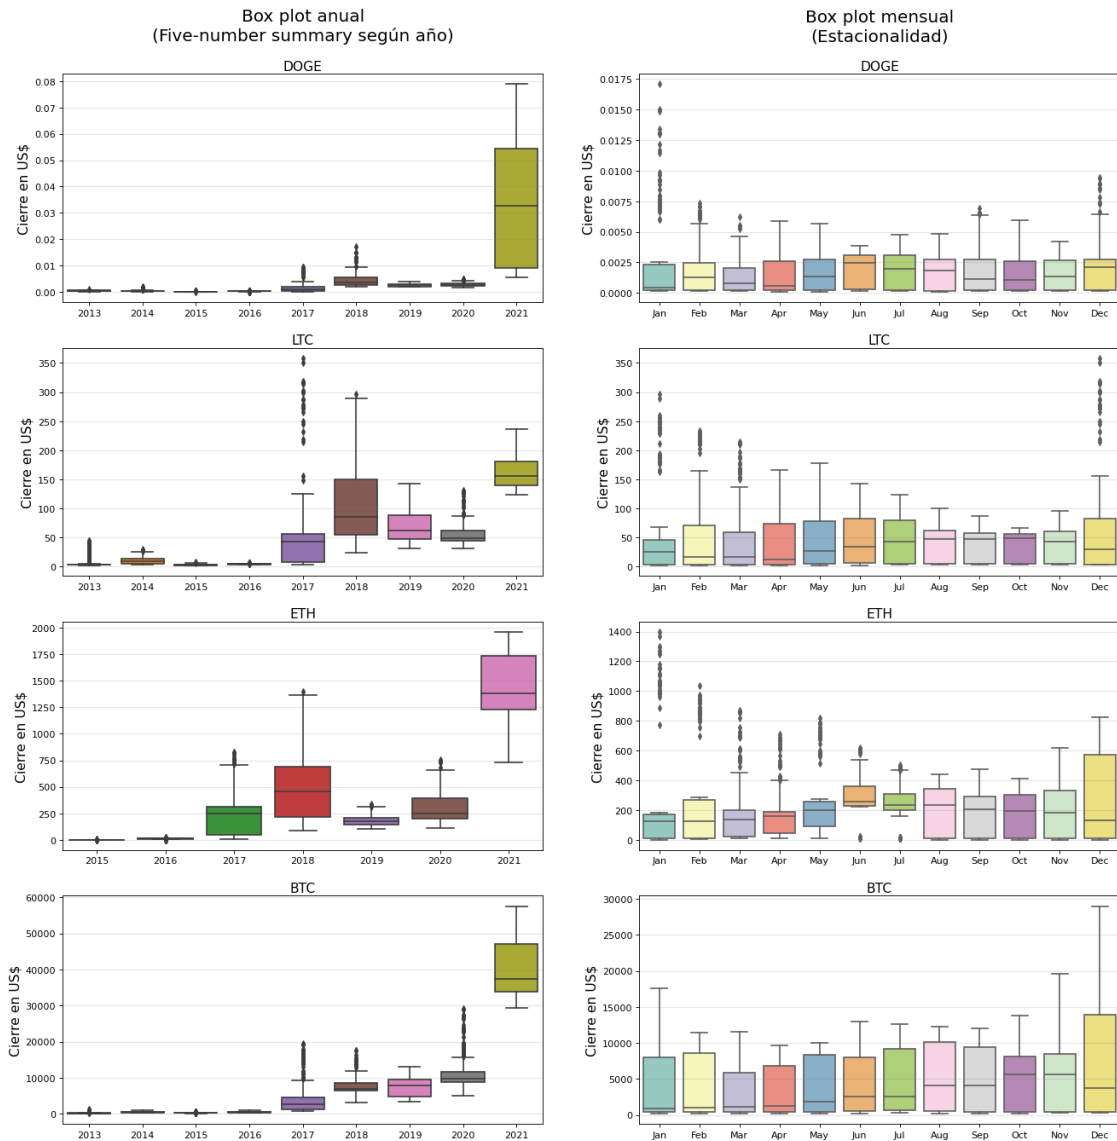 Box plot anual
(Five-number summary según año)
Box plot mensual
(Estacionalidad)
DOGE
Cierre en US$
0.08
0.07
0.06
0.05
0.04
0.03
0.02
0.01
0.00
2013 2014 2015 2016 2017 2018 2019 2020 2021
DOGE
Cierre en US$
0.0175
0.0150
0.0125
0.0100
0.0075
0.0050
0.0025
0.0000
Jan Feb Mar Apr May Jun Jul Aug Sep Oct Nov Dec
LTC
Cierre en US$
350
300
250
200
150
100
50
0
2013 2014 2015 2016 2017 2018 2019 2020 2021
LTC
Cierre en US$
350
300
250
200
150
100
50
0
Jan Feb Mar Apr May Jun Jul Aug Sep Oct Nov Dec
ETH
Cierre en US$
2000
1750
1500
1250
1000
750
500
250
0
2015 2016 2017 2018 2019 2020 2021
ETH
Cierre en US$
1400
1200
1000
800
600
400
200
0
Jan Feb Mar Apr May Jun Jul Aug Sep Oct Nov Dec
BTC
Cierre en US$
60000
50000
40000
30000
20000
10000
0
2013 2014 2015 2016 2017 2018 2019 2020 2021
BTC
Cierre en US$
30000
25000
20000
15000
10000
5000
0
Jan Feb Mar Apr May Jun Jul Aug Sep Oct Nov Dec